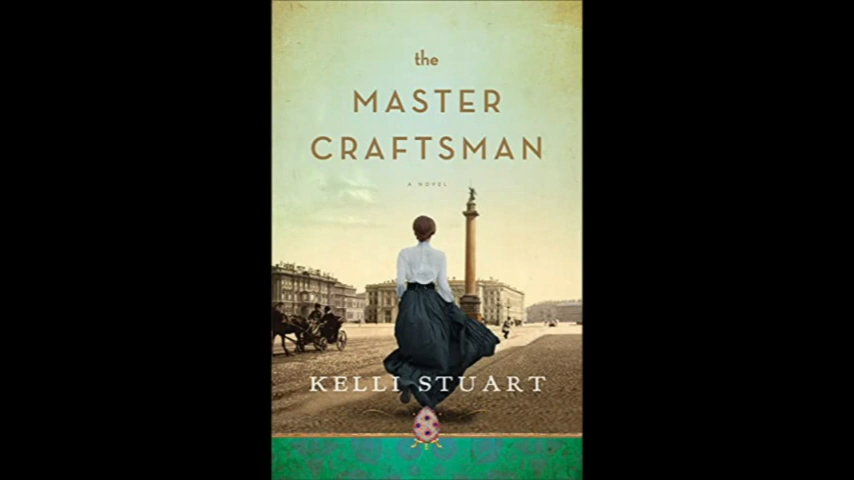 the
MASTER
CRAFTSMAN
A NOVEL
KELLI STUART